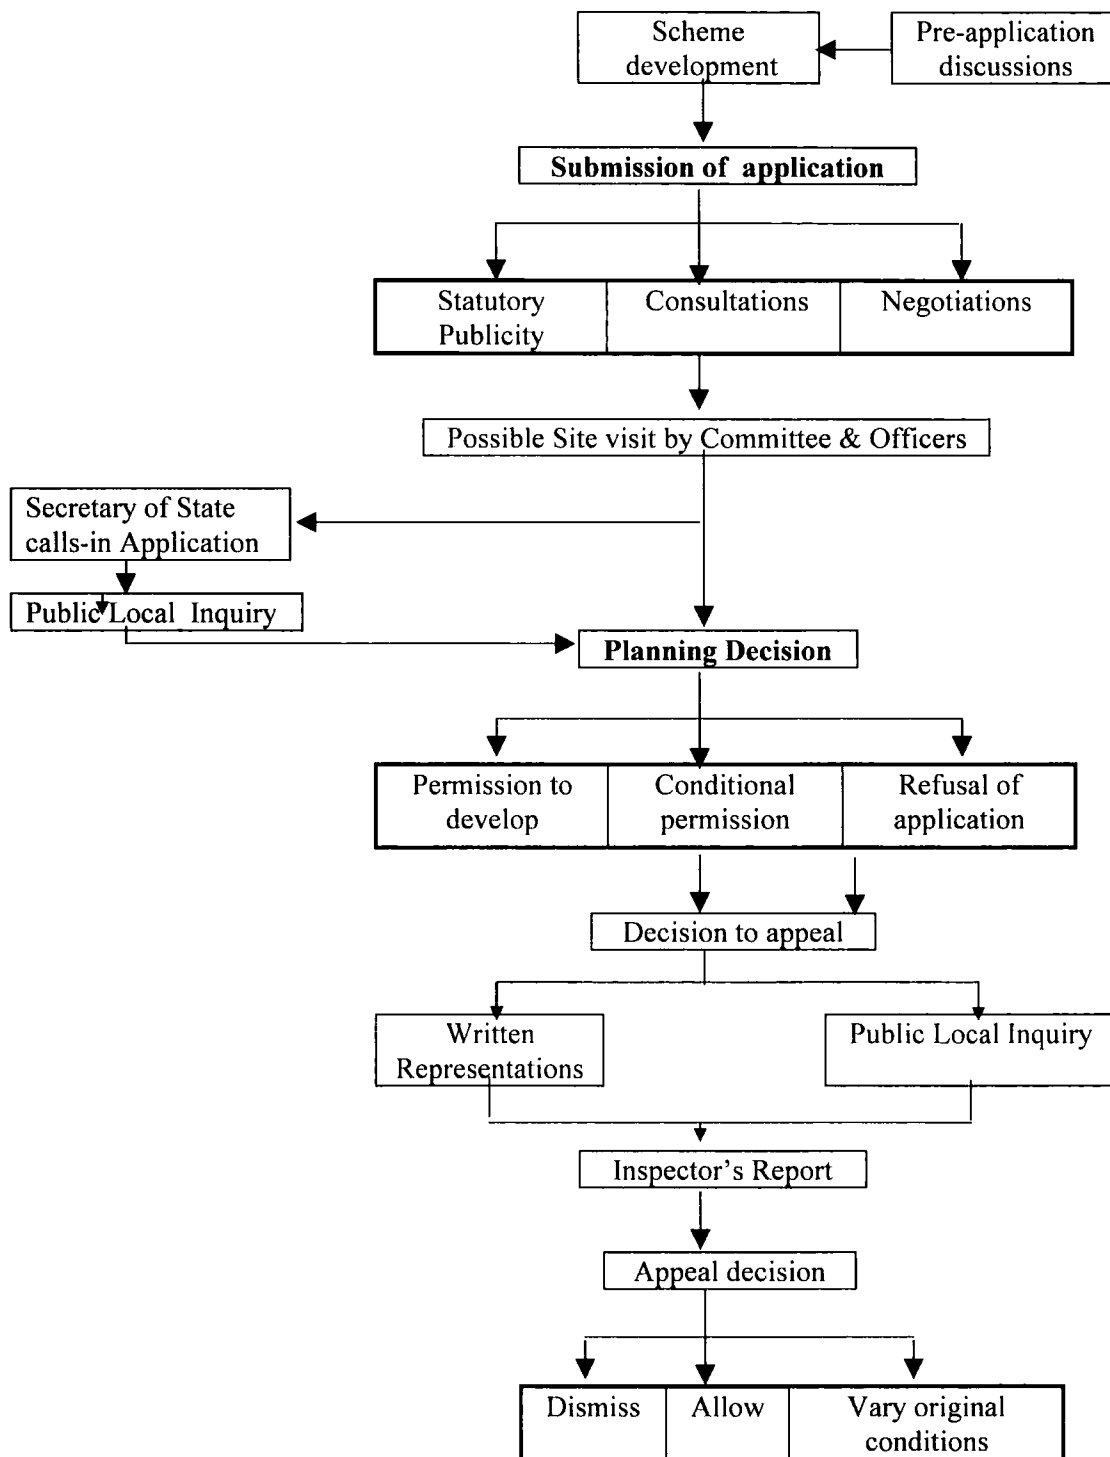 Scheme
development
Pre-application
discussions
Submission of application
Statutory
Publicity
Consultations
Negotiations
Possible Site visit by Committee & Officers
Secretary of State
calls-in Application
Public Local Inquiry
Planning Decision
Permission to
develop
Conditional
permission
Refusal of
application
Decision to appeal
Written
Representations
Public Local Inquiry
Inspector's Report
Appeal decision
Dismiss
Allow
Vary original
conditions